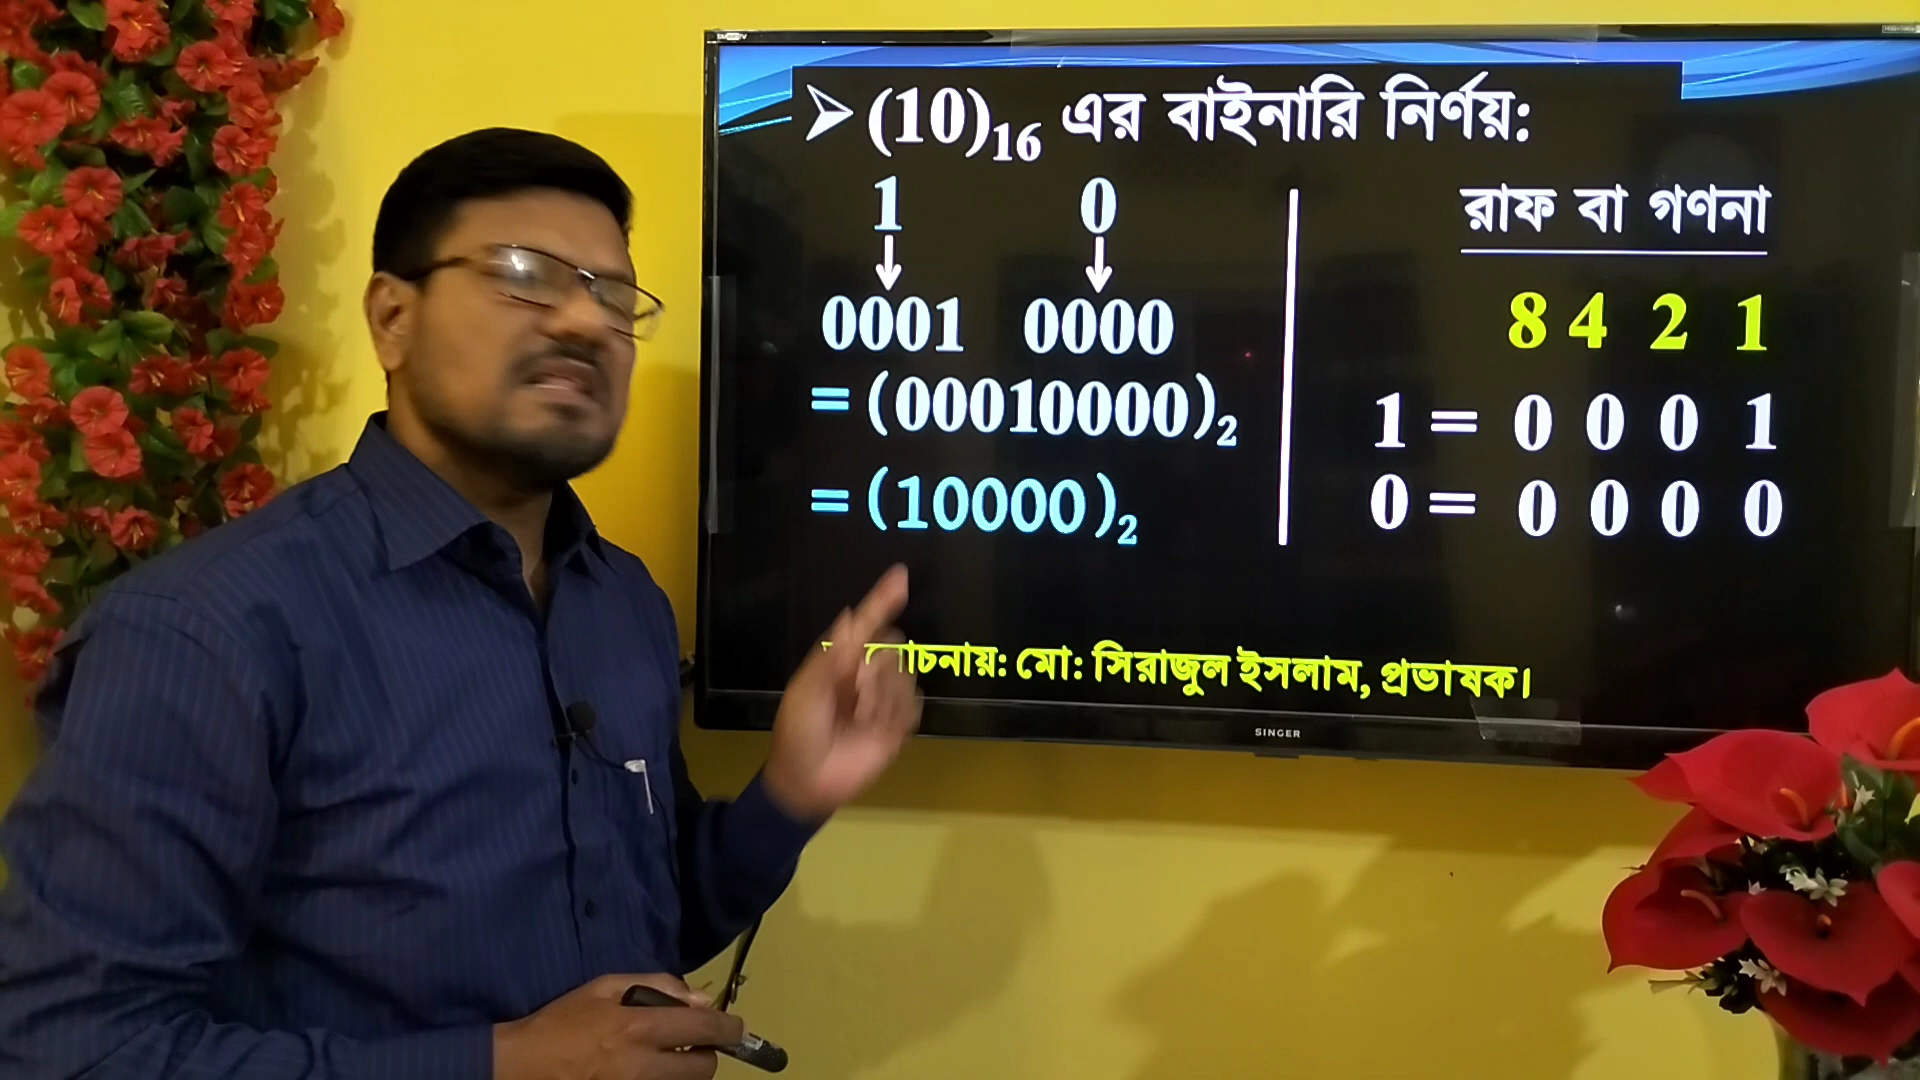 ➢(10)₁₆ এর বাইনারি নির্ণয়:
1 0
0001 0000
= (00010000)₂
= (10000)₂
রাফ বা গণনা
8 4 2 1
1 = 0 0 0 1
0 = 0 0 0 0
মো: সিরাজুল ইসলাম, প্রভাষক।
SINGER